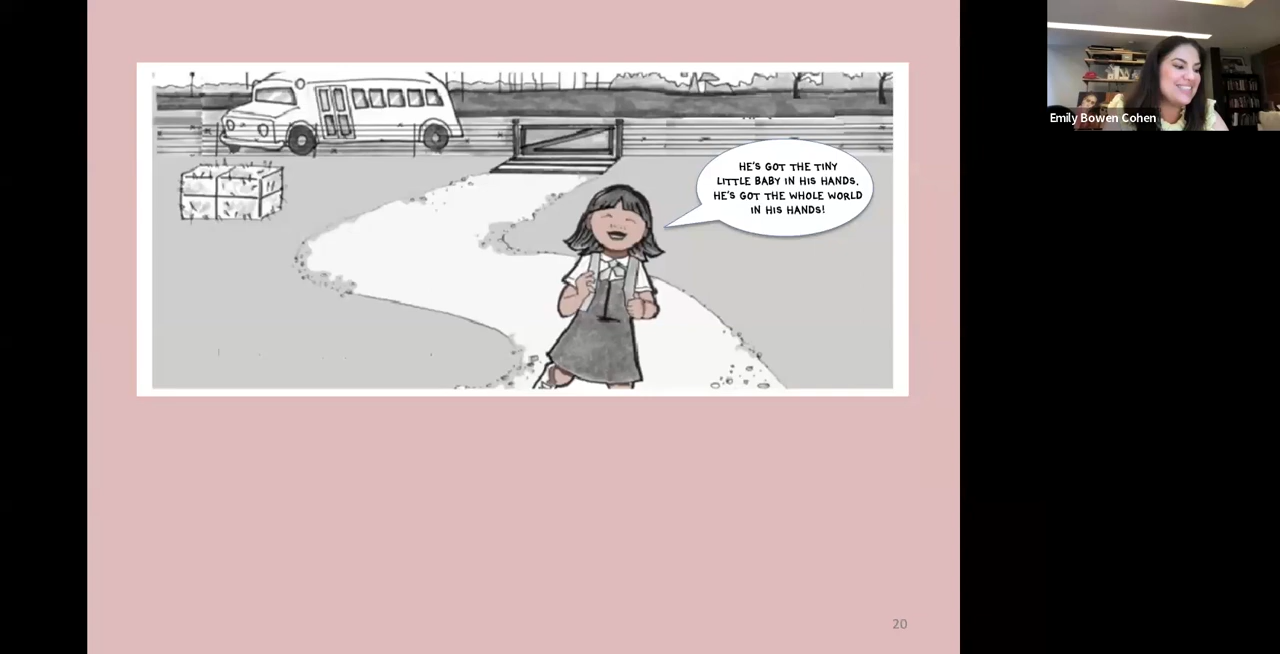 Emily Bowen Cohen
HE'S GOT THE TINY
LITTLE BABY IN HIS HANDS.
HE'S GOT THE WHOLE WORLD
IN HIS HANDS!
20